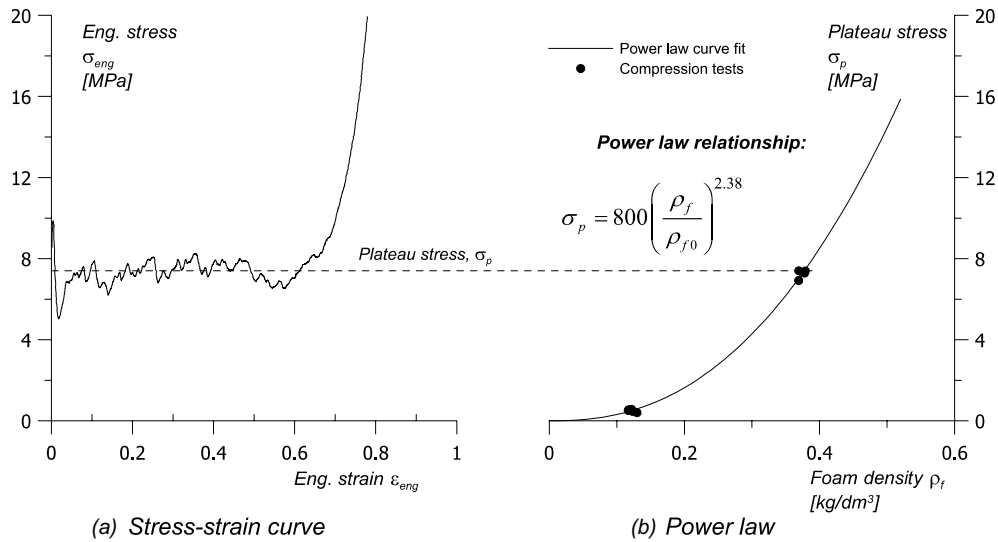 20
16
12
8
4
0
Eng. stress
σeng
[MPa]
Plateau stress, σp
0 0.2 0.4 0.6 0.8 1
Eng. strain εeng
(a) Stress-strain curve
Power law curve fit
Compression tests
Plateau stress
σp
[MPa]
Power law relationship:
σp = 800(ρf / ρf0)^2.38
20
16
12
8
4
0
0 0.2 0.4 0.6
Foam density ρf
[kg/dm³]
(b) Power law